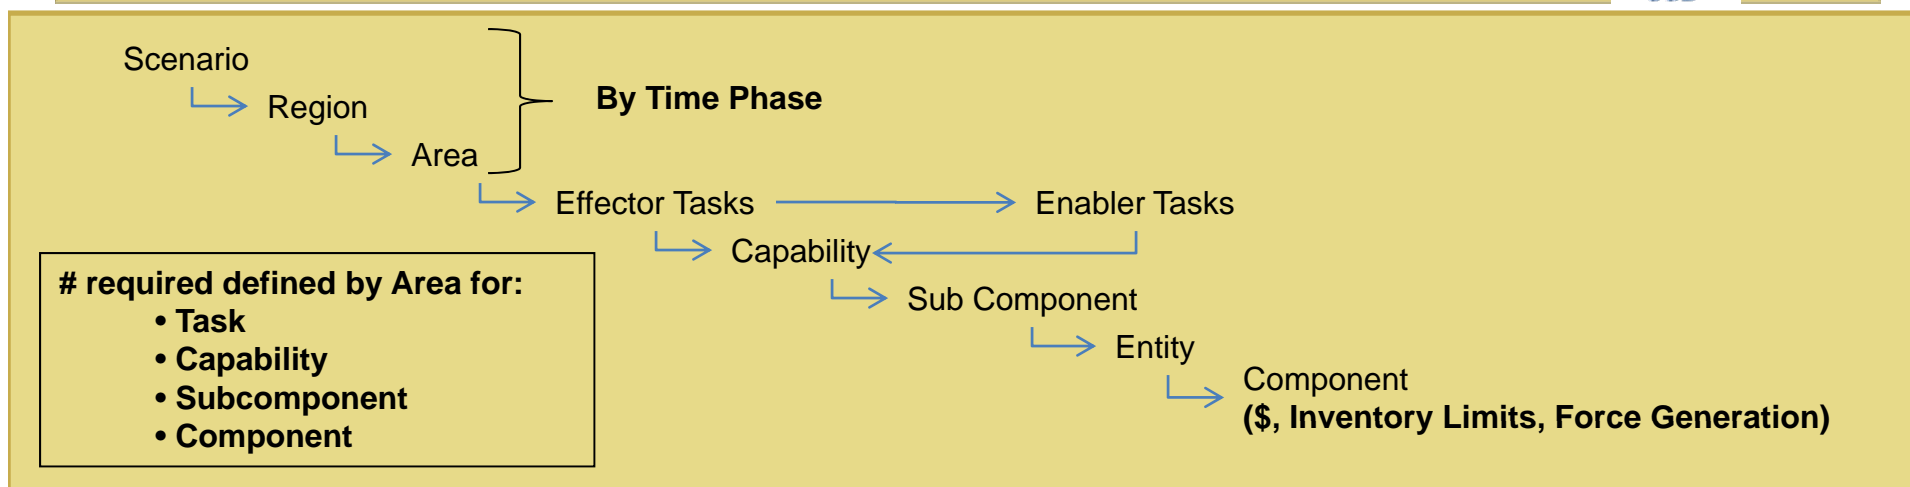 Scenario
Region
By Time Phase
Area
Effector Tasks
Enabler Tasks
Capability
# required defined by Area for:
• Task
• Capability
• Subcomponent
• Component
Sub Component
Entity
Component
($, Inventory Limits, Force Generation)